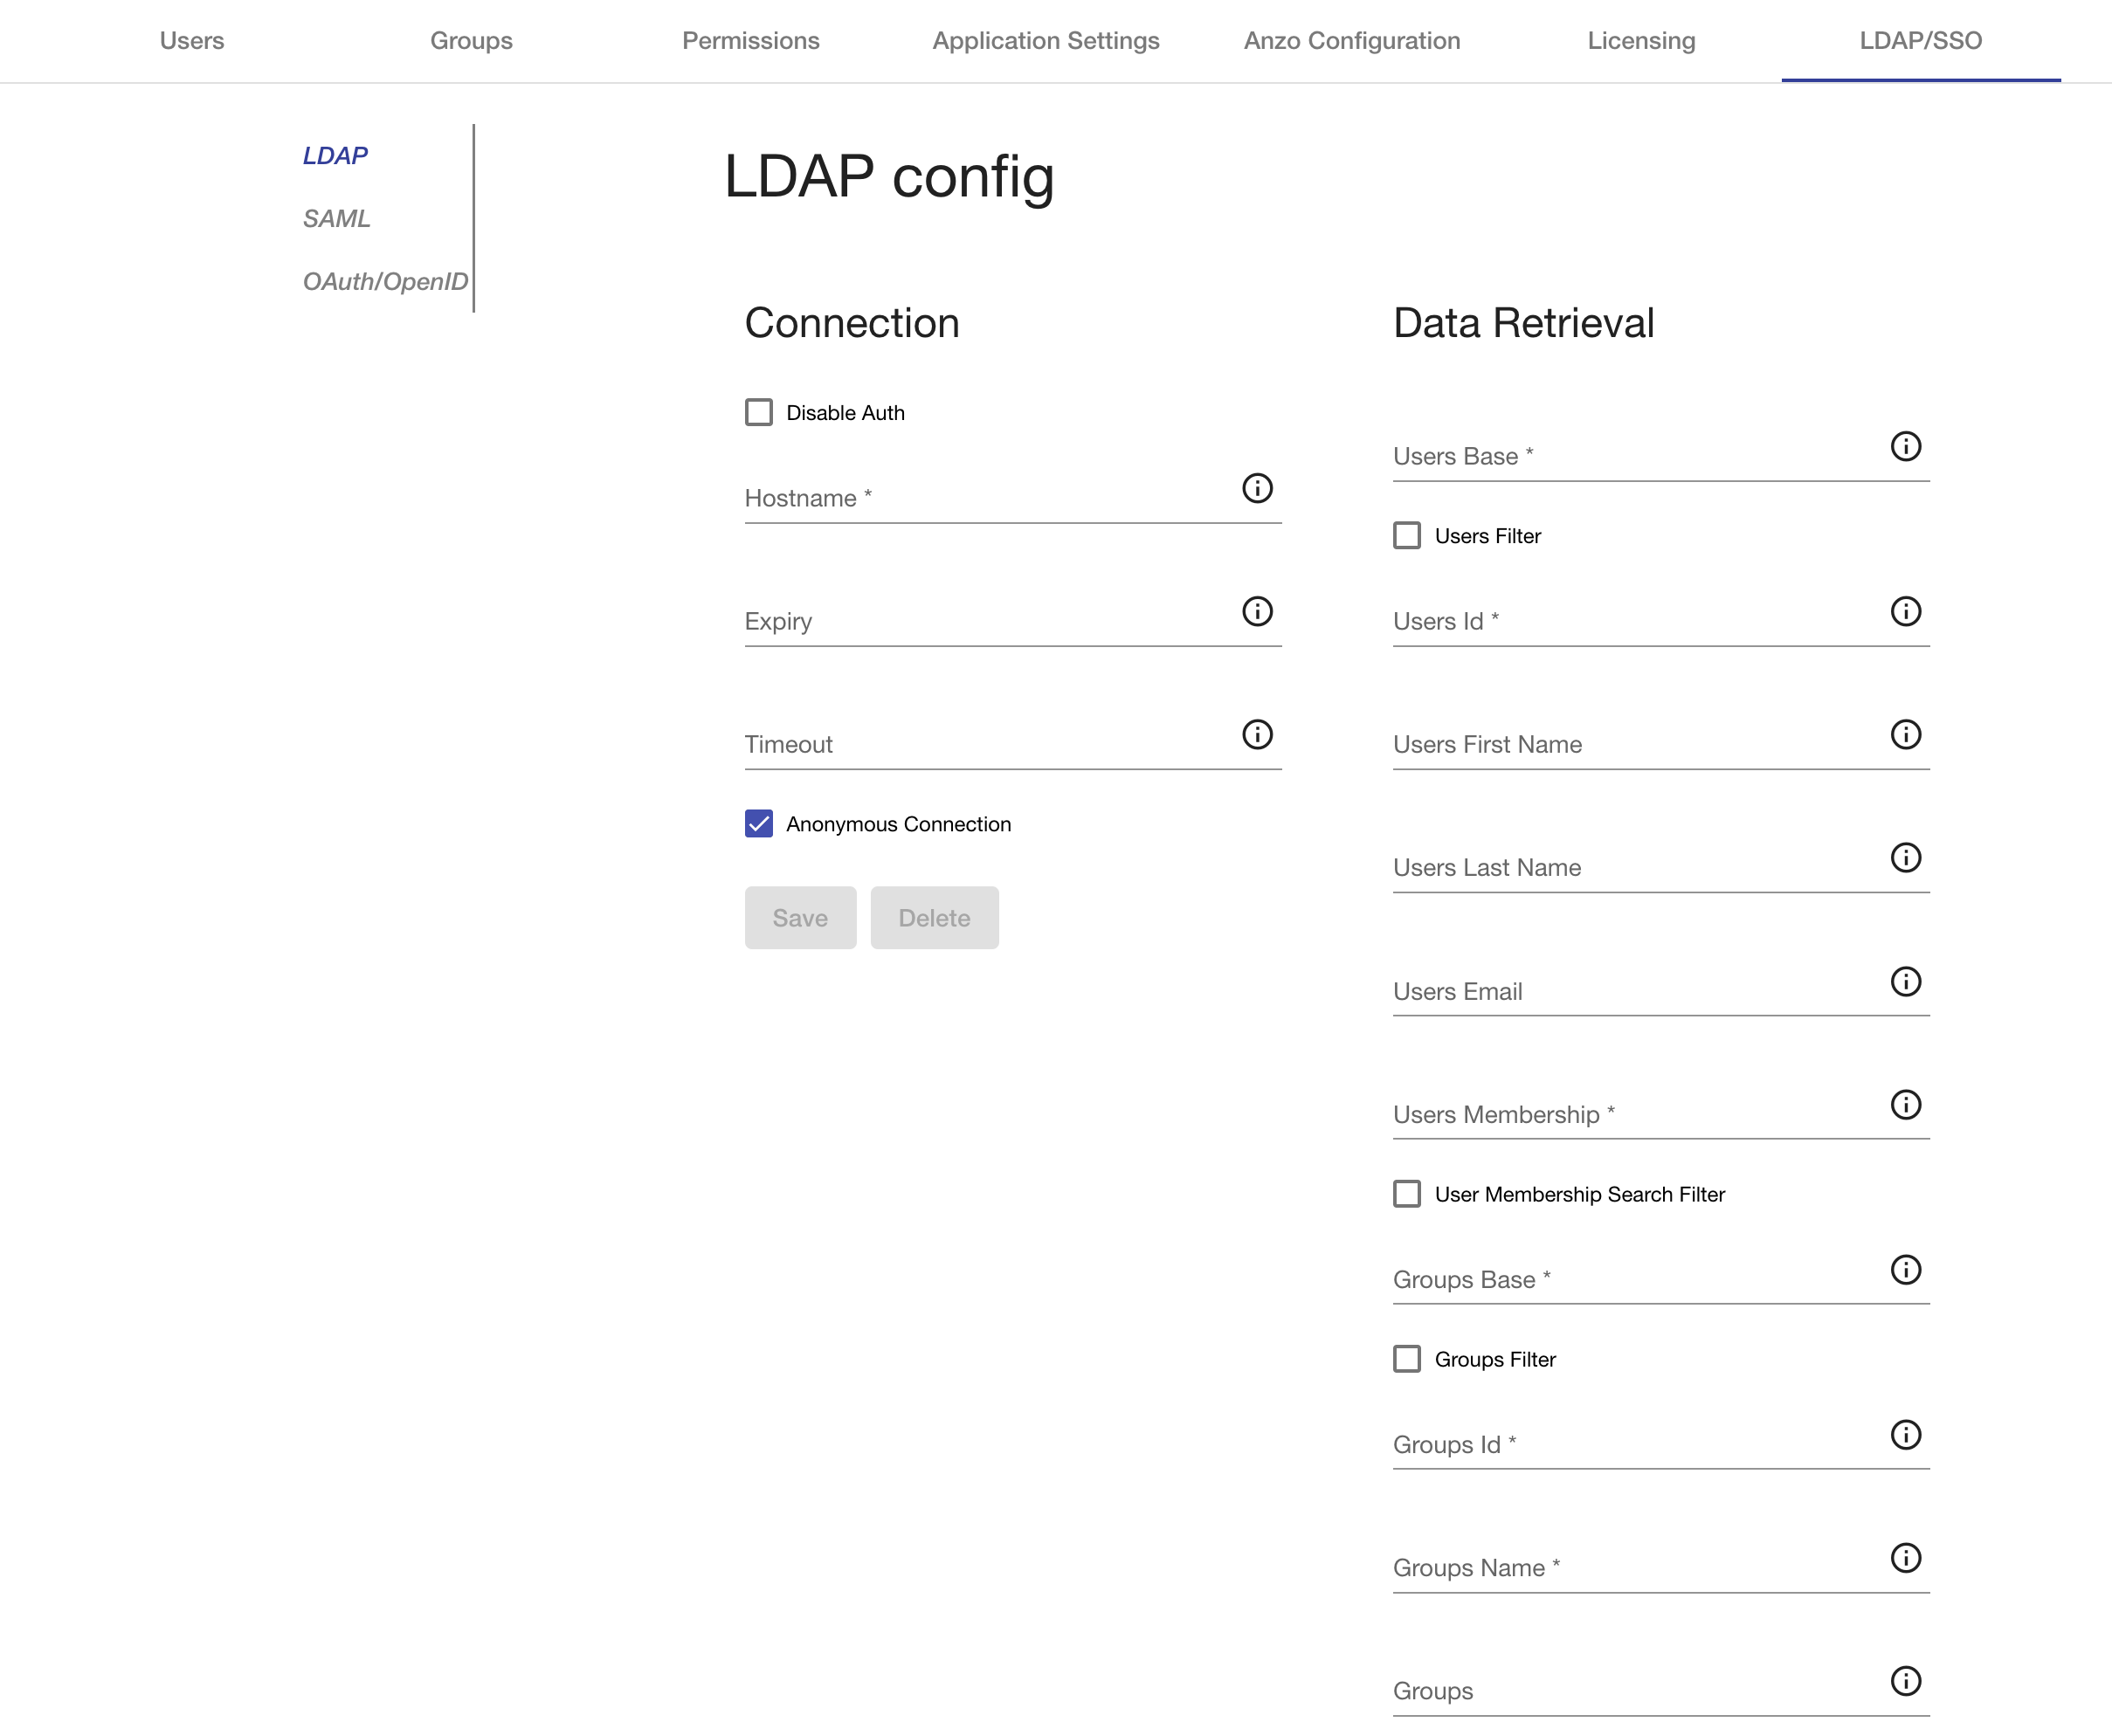 Users Groups Permissions Application Settings Anzo Configuration Licensing LDAP/SSO
LDAP
SAML
OAuth/OpenID
LDAP config
Connection
Disable Auth
Hostname *
Expiry
Timeout
Anonymous Connection
Save Delete
Data Retrieval
Users Base *
Users Filter
Users Id *
Users First Name
Users Last Name
Users Email
Users Membership *
User Membership Search Filter
Groups Base *
Groups Filter
Groups Id *
Groups Name *
Groups